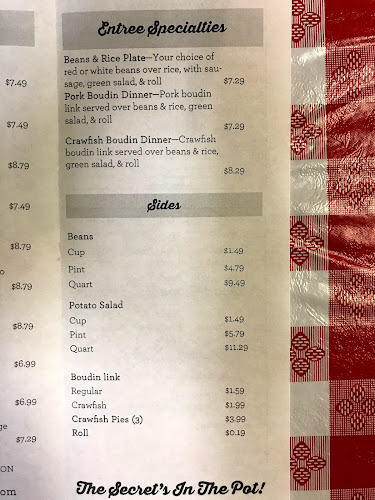 Entree Specialties
Beans & Rice Plate—Your choice of
red or white beans over rice, with sau-
sage, green salad, & roll $7.29
Pork Boudin Dinner—Pork boudin
link served over beans & rice, green
salad, & roll
$7.29
Crawfish Boudin Dinner—Crawfish
boudin link served over beans & rice,
green salad, & roll
$8.29
Sides
Beans
Cup $1.49
Pint $4.79
Quart $9.49
Potato Salad
Cup $1.49
Pint $5.79
Quart $11.29
Boudin link
Regular $1.59
Crawfish $1.99
Crawfish Pies (3) $3.99
Roll $0.19
The Secret's In The Pot!
$7.49
$7.49
$8.79
$7.49
$8.79
o
$8.79
$8.79
$6.99
$6.99
ge
$7.29
ON
om